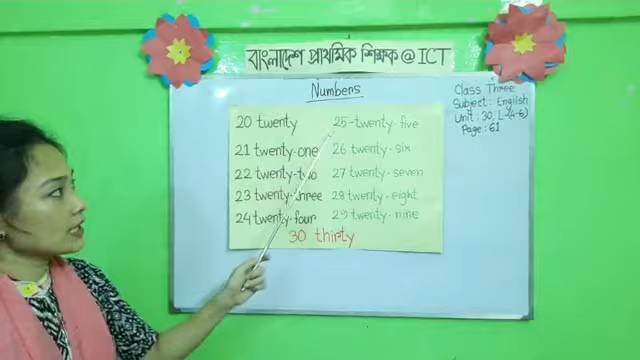 বাংলাদেশ প্রাথমিক শিক্ষক @ ICT
Numbers
Class Three
Subject: English
Unit: 30, L-(4-6)
Page: 61
20 twenty
21 twenty-one
22 twenty-two
23 twenty-three
24 twenty-four
25-twenty-five
26 twenty-six
27 twenty-seven
28 twenty-eight
29 twenty-nine
30 thirty